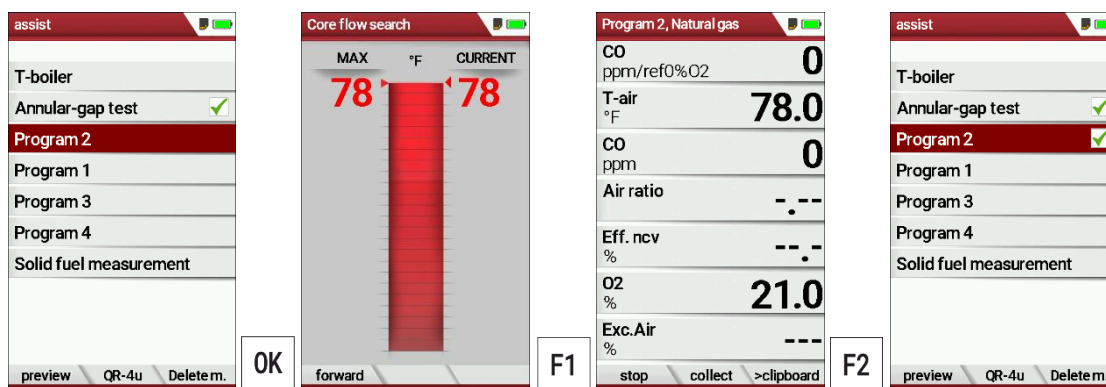 assist
T-boiler
Annular-gap test
Program 2
Program 1
Program 3
Program 4
Solid fuel measurement
preview QR-4u Delete m.
OK
Core flow search
MAX °F CURRENT
78 78
forward
F1
Program 2, Natural gas
CO 0
ppm/ref0%O2
T-air 78.0
°F
CO 0
ppm
Air ratio -.--
Eff. ncv --.-
%
O2 21.0
%
Exc.Air ---
%
stop collect >clipboard
F2
assist
T-boiler
Annular-gap test
Program 2
Program 1
Program 3
Program 4
Solid fuel measurement
preview QR-4u Delete m